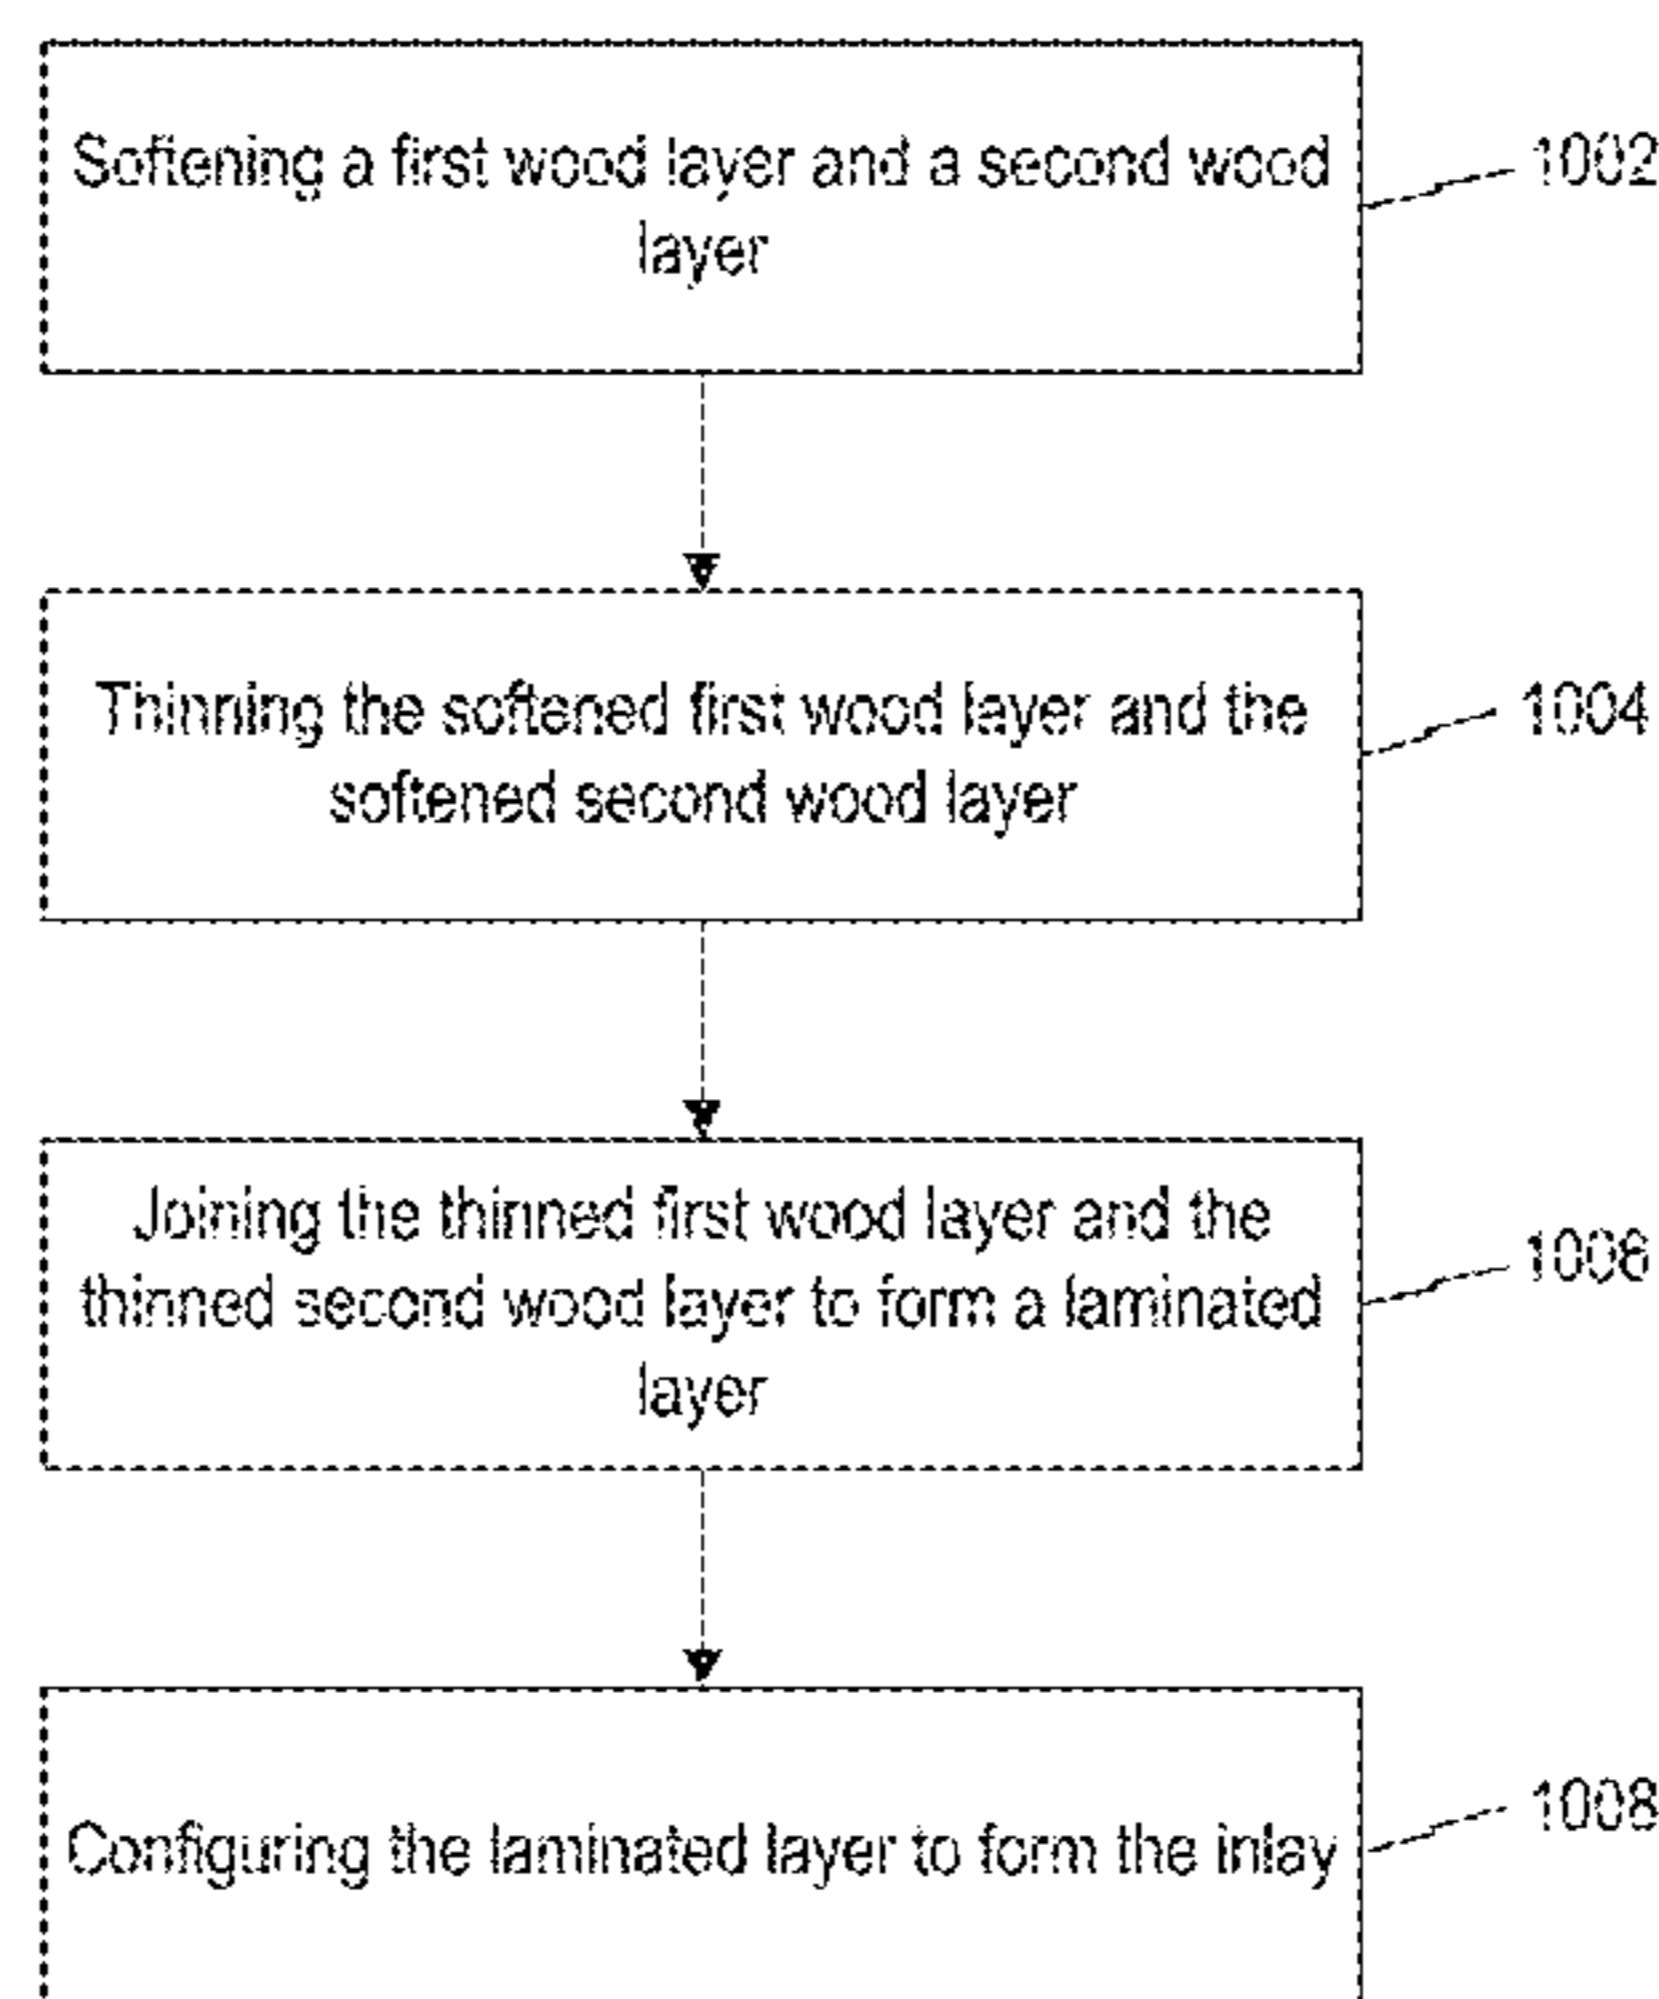 Softening a first wood layer and a second wood
layer
1002
Thinning the softened first wood layer and the
softened second wood layer
1004
Joining the thinned first wood layer and the
thinned second wood layer to form a laminated
layer
1006
Configuring the laminated layer to form the inlay
1008